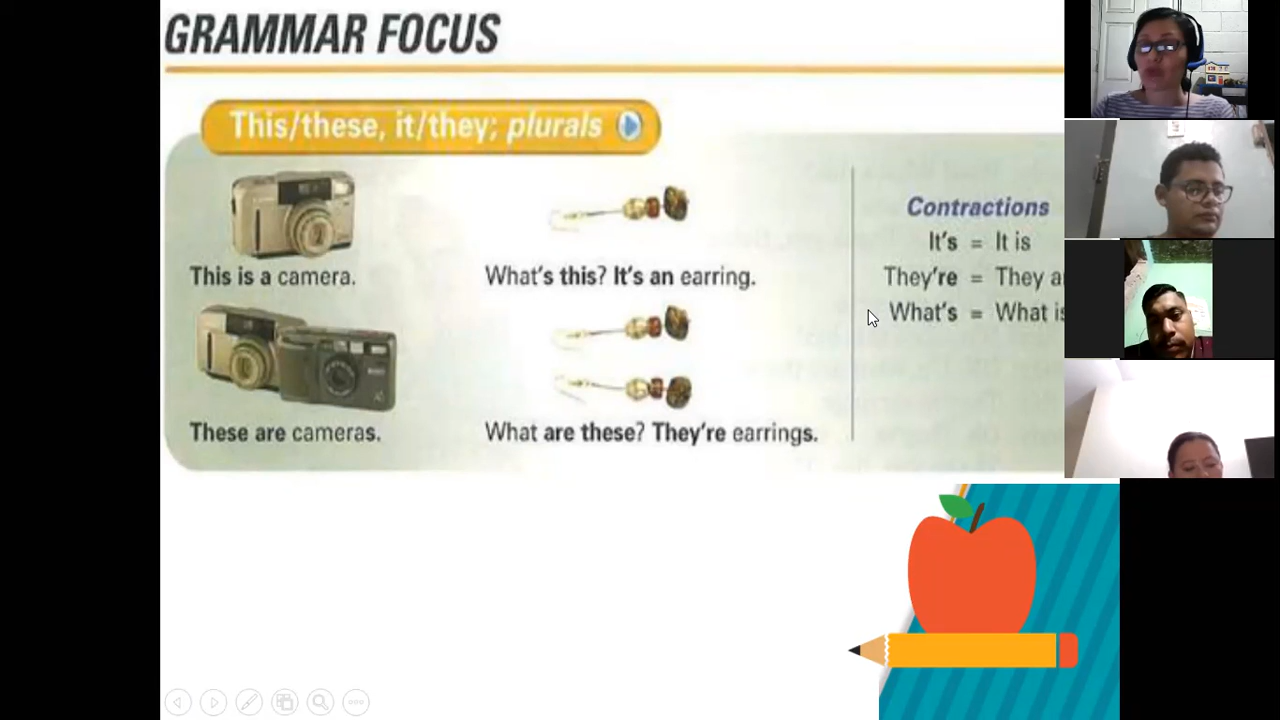 GRAMMAR FOCUS
This/these, it/they; plurals
This is a camera.
What's this? It's an earring.
These are cameras.
What are these? They're earrings.
Contractions
It's = It is
They're = They
What's = What is